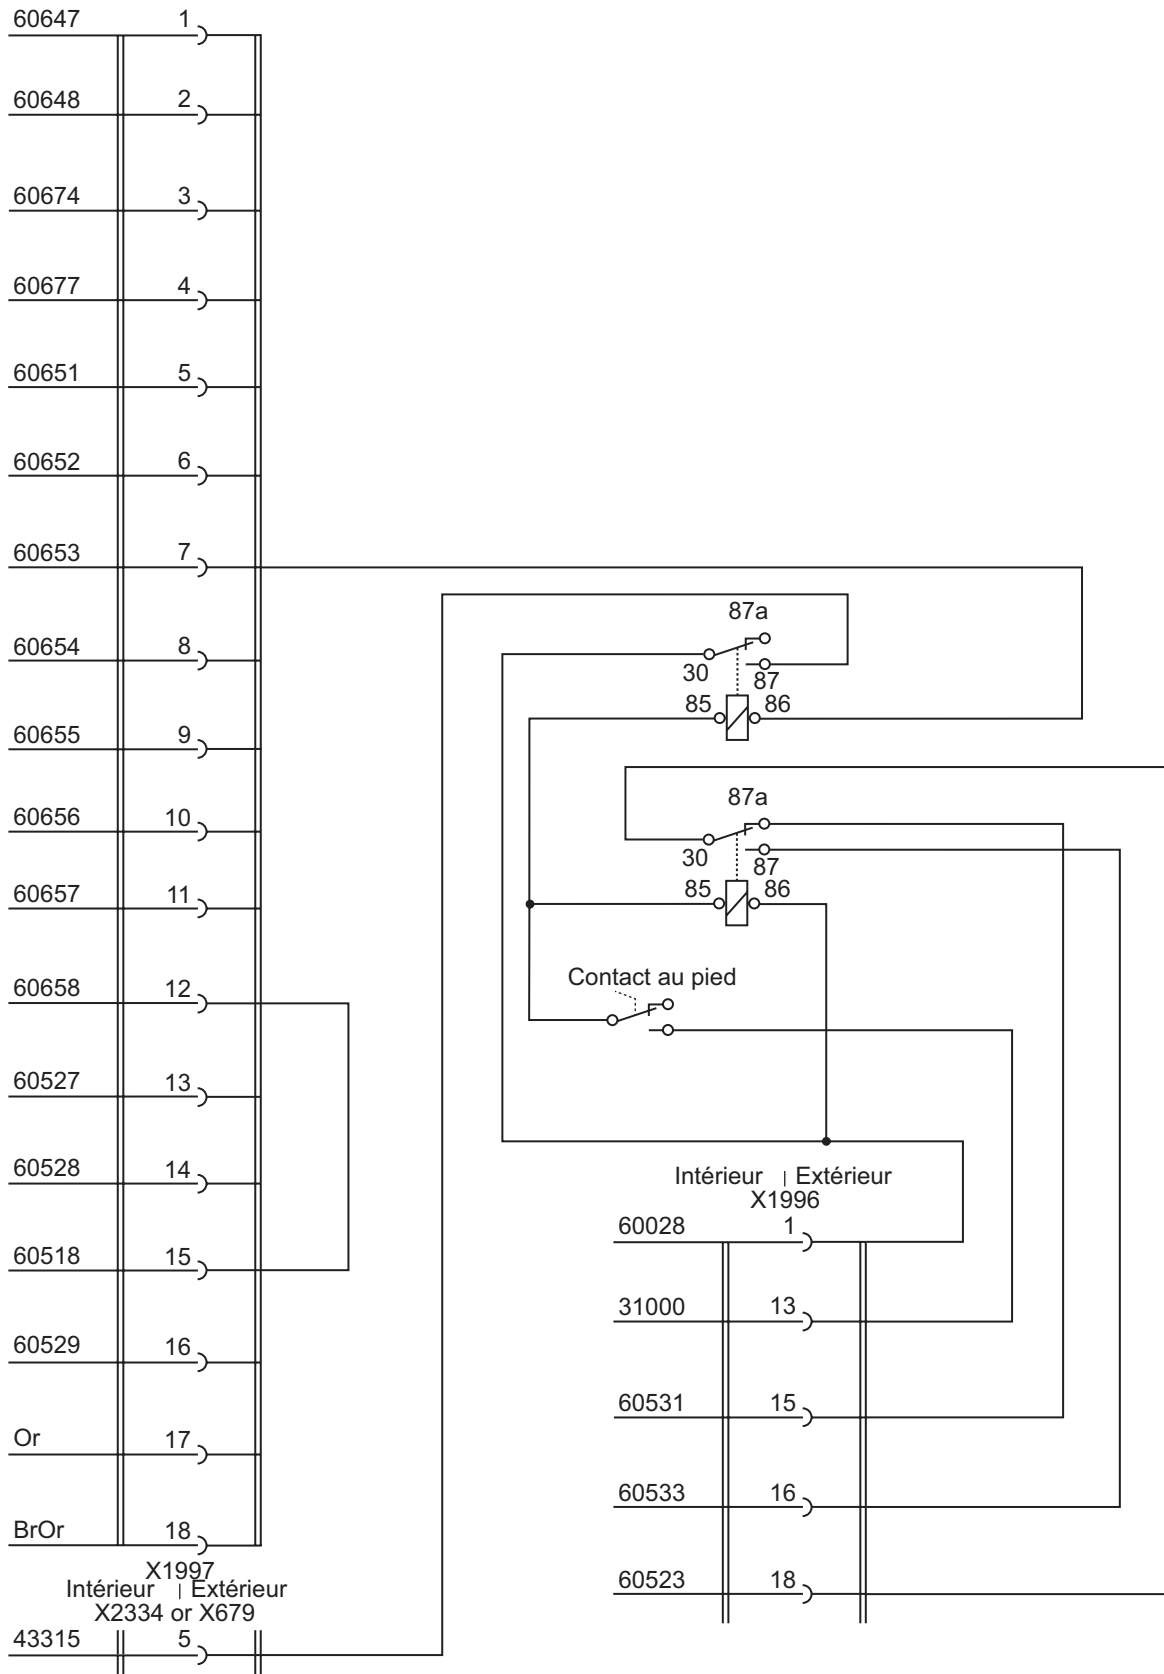 60647 1
60648 2
60674 3
60677 4
60651 5
60652 6
60653 7
60654 8
60655 9
60656 10
60657 11
60658 12
60527 13
60528 14
60518 15
60529 16
Or 17
BrOr 18
X1997
Intérieur | Extérieur
X2334 or X679
43315 5
87a
30
87
85 86
87a
30
87
85 86
Contact au pied
Intérieur | Extérieur
X1996
60028 1
31000 13
60531 15
60533 16
60523 18